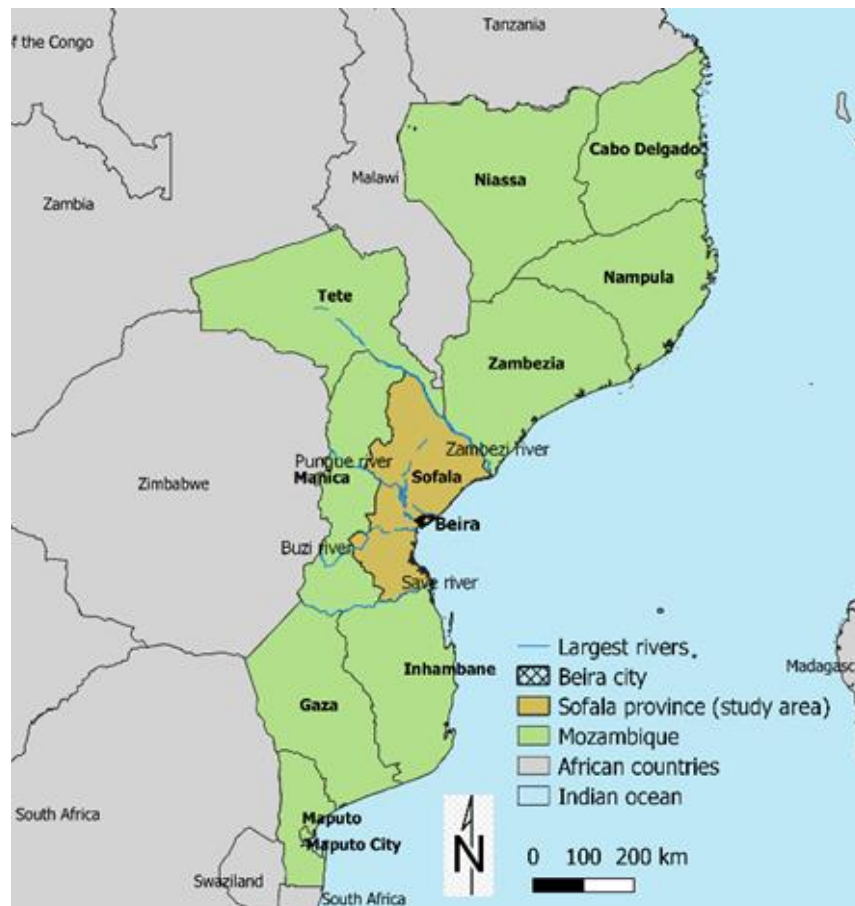 Tanzania
f the Congo
Cabo Delgado
Malawi
Niassa
Zambia
Nampula
Tete
Zambezia
Zambezi river
Pungue river
Manica
Sofala
Zimbabwe
Beira
Buzi river
Save river
Largest rivers
Inhambane
Madagasc
Beira city
Gaza
Sofala province (study area)
Mozambique
African countries
Indian ocean
South Africa
Maputo
Maputo City
N
0 100 200 km
Swaziland
South Africa